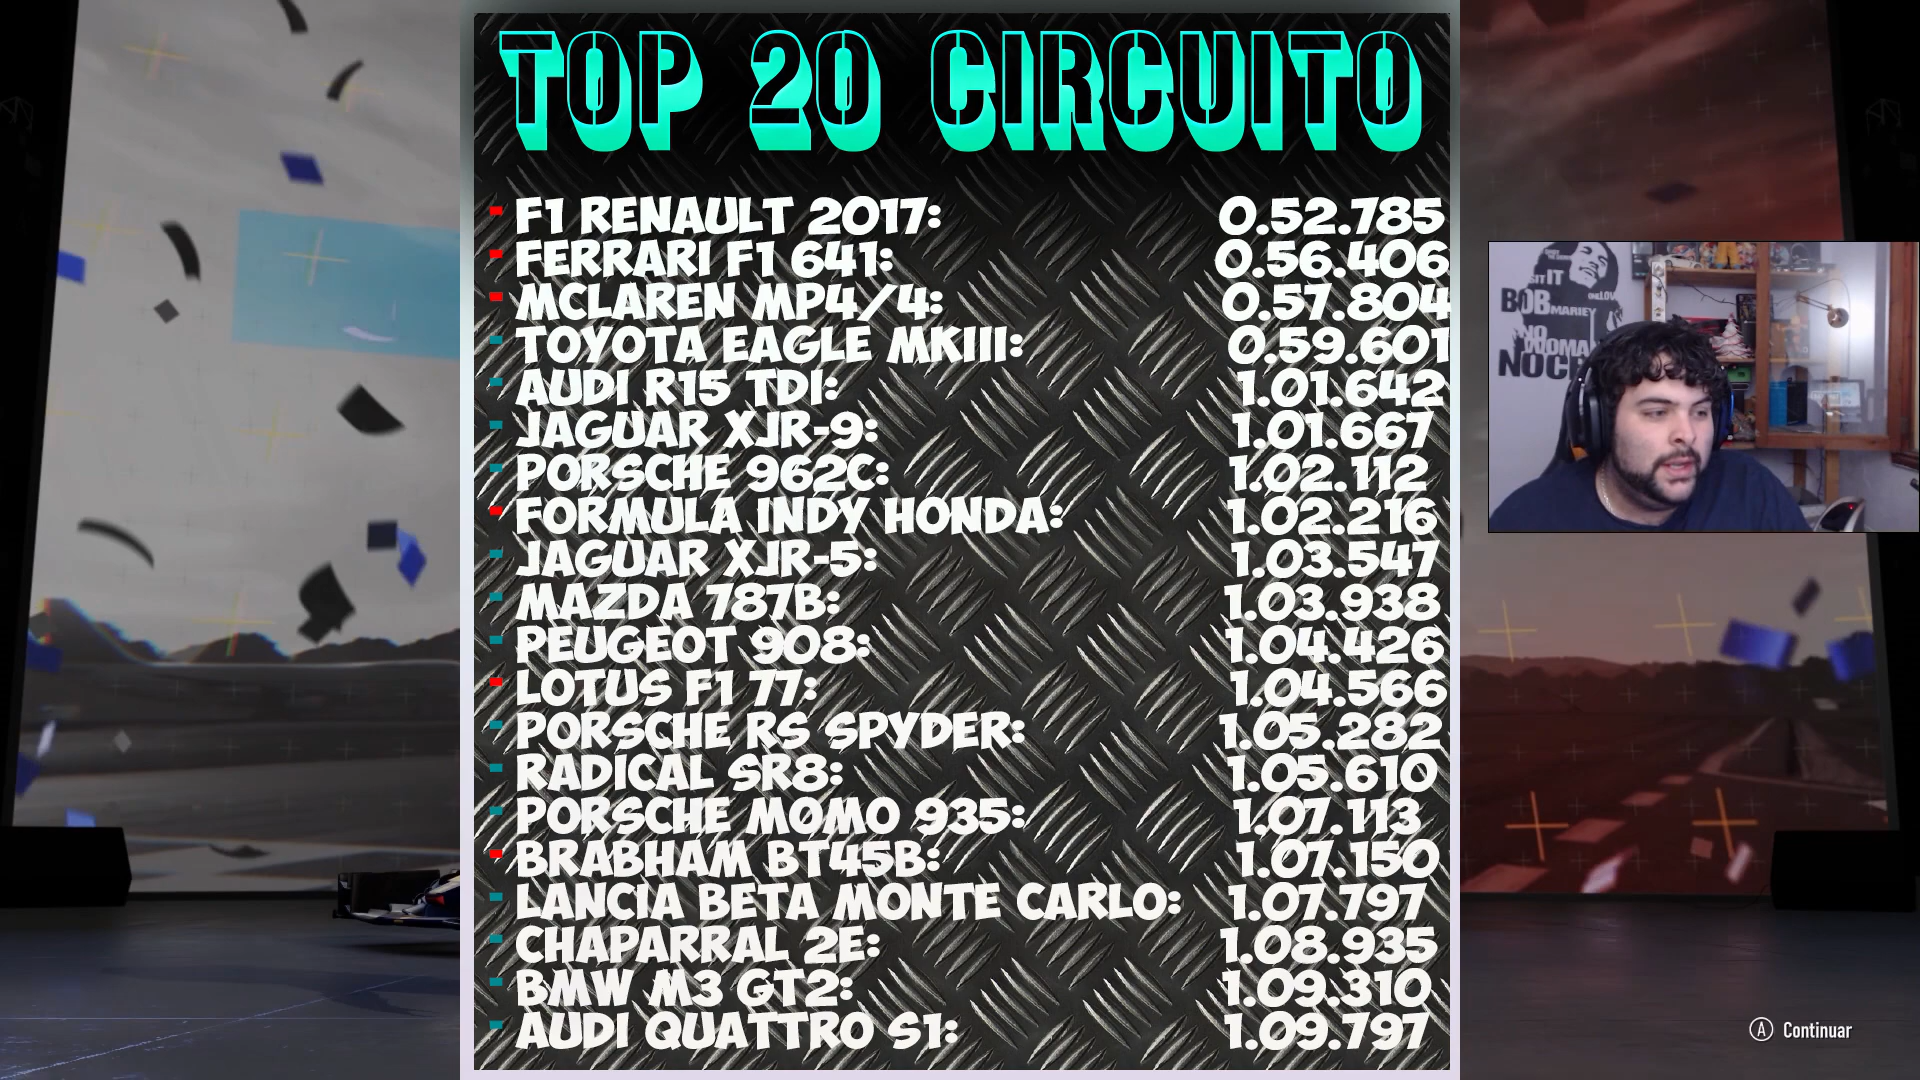 TOP 20 CIRCUITO
- F1 RENAULT 2017: 0.52.785
- FERRARI F1 641: 0.56.406
- MCLAREN MP4/4: 0.57.804
- TOYOTA EAGLE MKIII: 0.59.601
- AUDI R15 TDI: 1.01.642
- JAGUAR XJR-9: 1.01.667
- PORSCHE 962C: 1.02.112
- FORMULA INDY HONDA: 1.02.216
- JAGUAR XJR-5: 1.03.547
- MAZDA 787B: 1.03.938
- PEUGEOT 908: 1.04.426
- LOTUS F1 77: 1.04.566
- PORSCHE RS SPYDER: 1.05.282
- RADICAL SR8: 1.05.610
- PORSCHE MOMO 935: 1.07.113
- BRABHAM BT45B: 1.07.150
- LANCIA BETA MONTE CARLO: 1.07.797
- CHAPARRAL 2E: 1.08.935
- BMW M3 GT2: 1.09.310
- AUDI QUATTRO S1: 1.09.797
IT
BOB MARIEY
NO
A Continuar